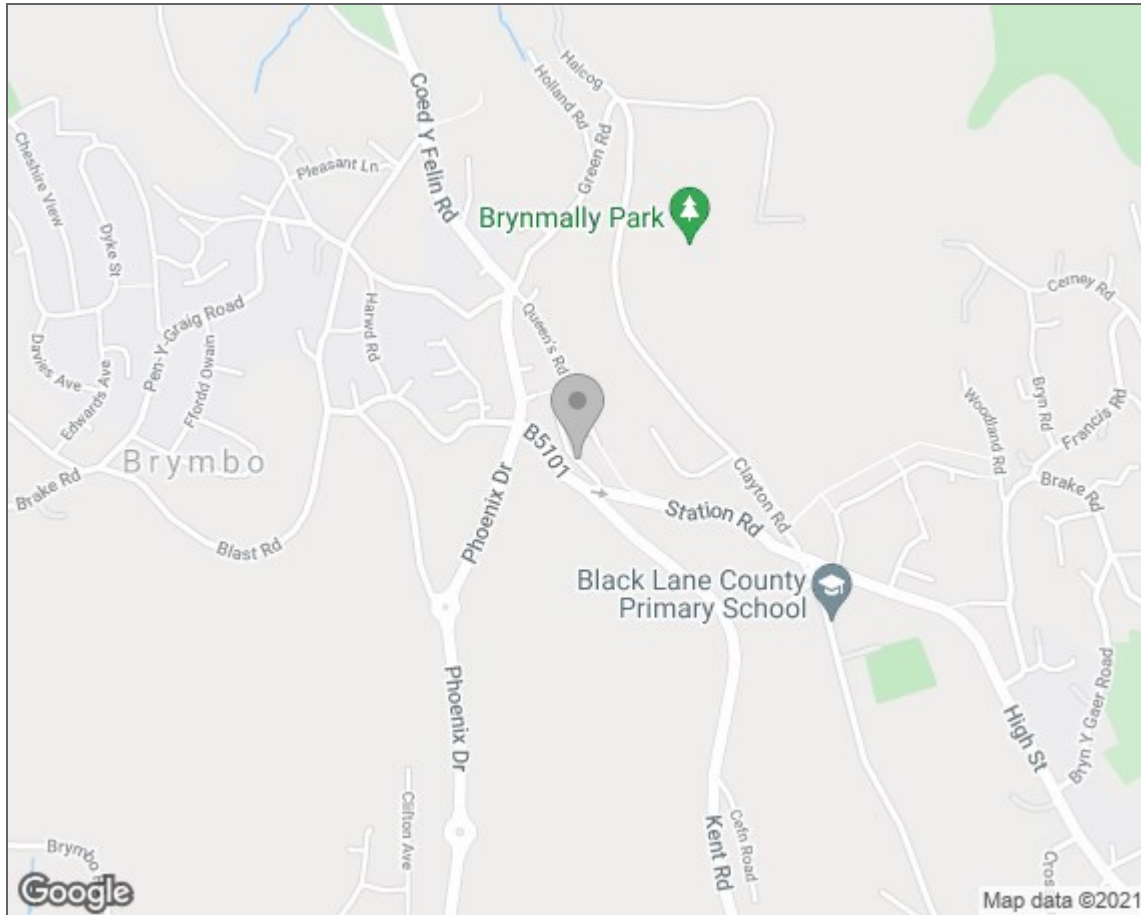 Coed Y Felin Rd
Halcog
Holland Rd
Green Rd
Cheshire View
Pleasant Ln
Dyke St
Brynmally Park
Cerney Rd
Queen's Rd
Harwd Rd
Pen-Y-Graig Road
Ffordd Owain
Davies Ave
Edwards Ave
Bryn Rd
Francis Rd
Woodland Rd
Brymbo
Brake Rd
B5101
Clayton Rd
Brake Rd
Phoenix Dr
Station Rd
Blast Rd
Black Lane County
Primary School
Phoenix Dr
High St
Bryn Y Gaer Road
Clifton Ave
Kent Rd
Cefn Road
Brymbo
Cros
Google
Map data ©2021